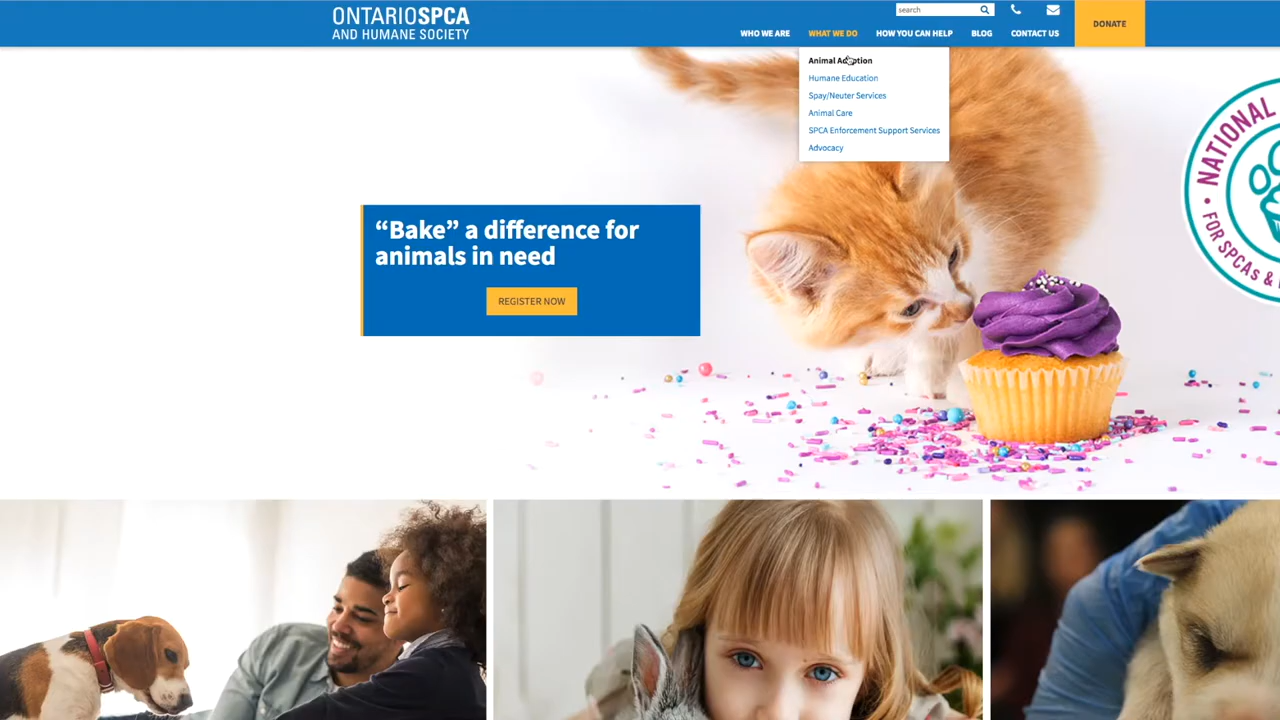 ONTARIOSPCA
AND HUMANE SOCIETY
search
DONATE
WHO WE ARE
WHAT WE DO
HOW YOU CAN HELP
BLOG
CONTACT US
Animal Adoption
Humane Education
Spay/Neuter Services
Animal Care
SPCA Enforcement Support Services
Advocacy
“Bake” a difference for
animals in need
REGISTER NOW
NATIONAL
• FOR SPCAs &